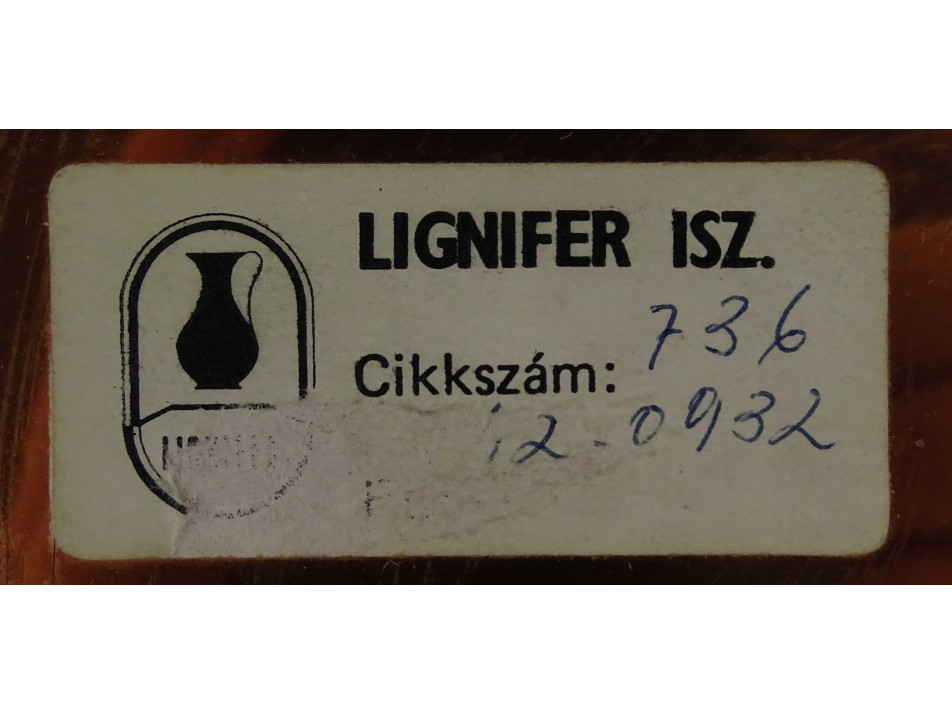 LIGNIFER ISZ.
Cikkszám: 736
12-0932